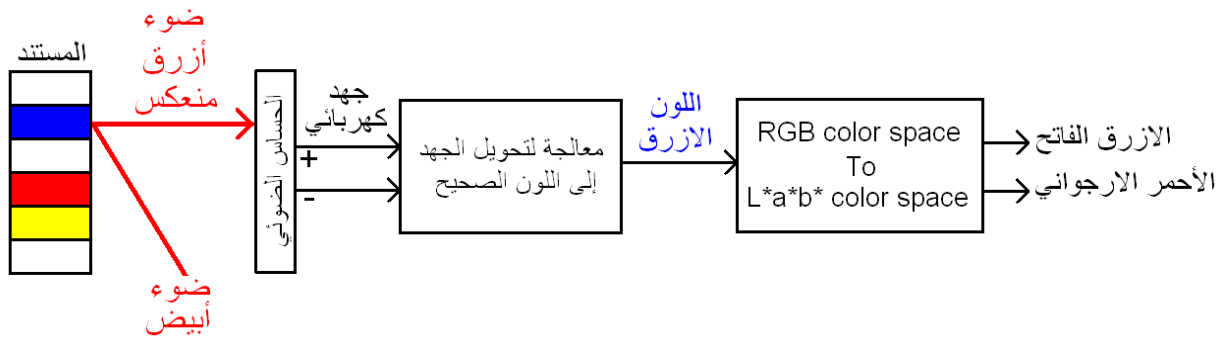 المستند
ضوء
أزرق
منعكس
ضوء
أبيض
الحساس الضوئي
جهد
كهربائي
+
-
معالجة لتحويل الجهد
إلى اللون الصحيح
اللون
الازرق
RGB color space
To
L*a*b* color space
الازرق الفاتح
الأحمر الارجواني